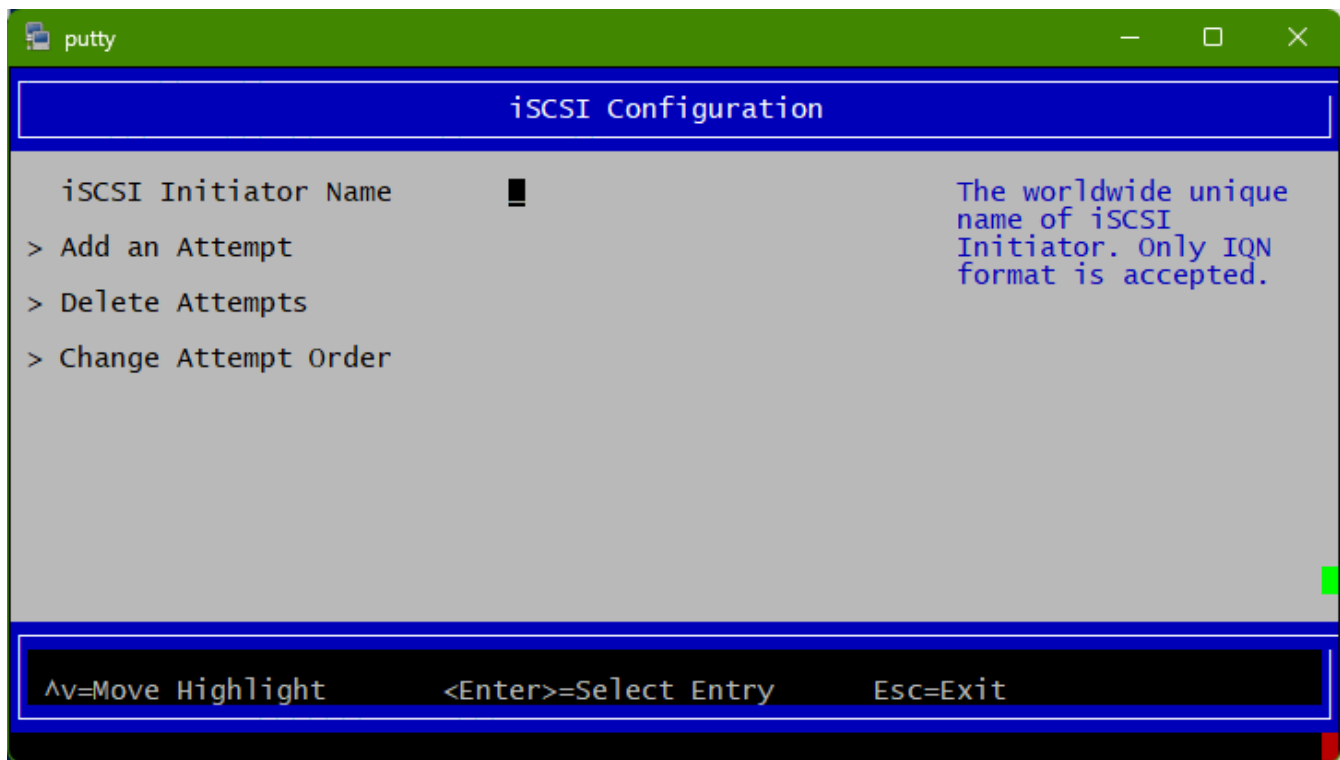 putty
iSCSI Configuration
iSCSI Initiator Name
The worldwide unique
name of iSCSI
Initiator. Only IQN
format is accepted.
> Add an Attempt
> Delete Attempts
> Change Attempt Order
^v=Move Highlight <Enter>=Select Entry Esc=Exit